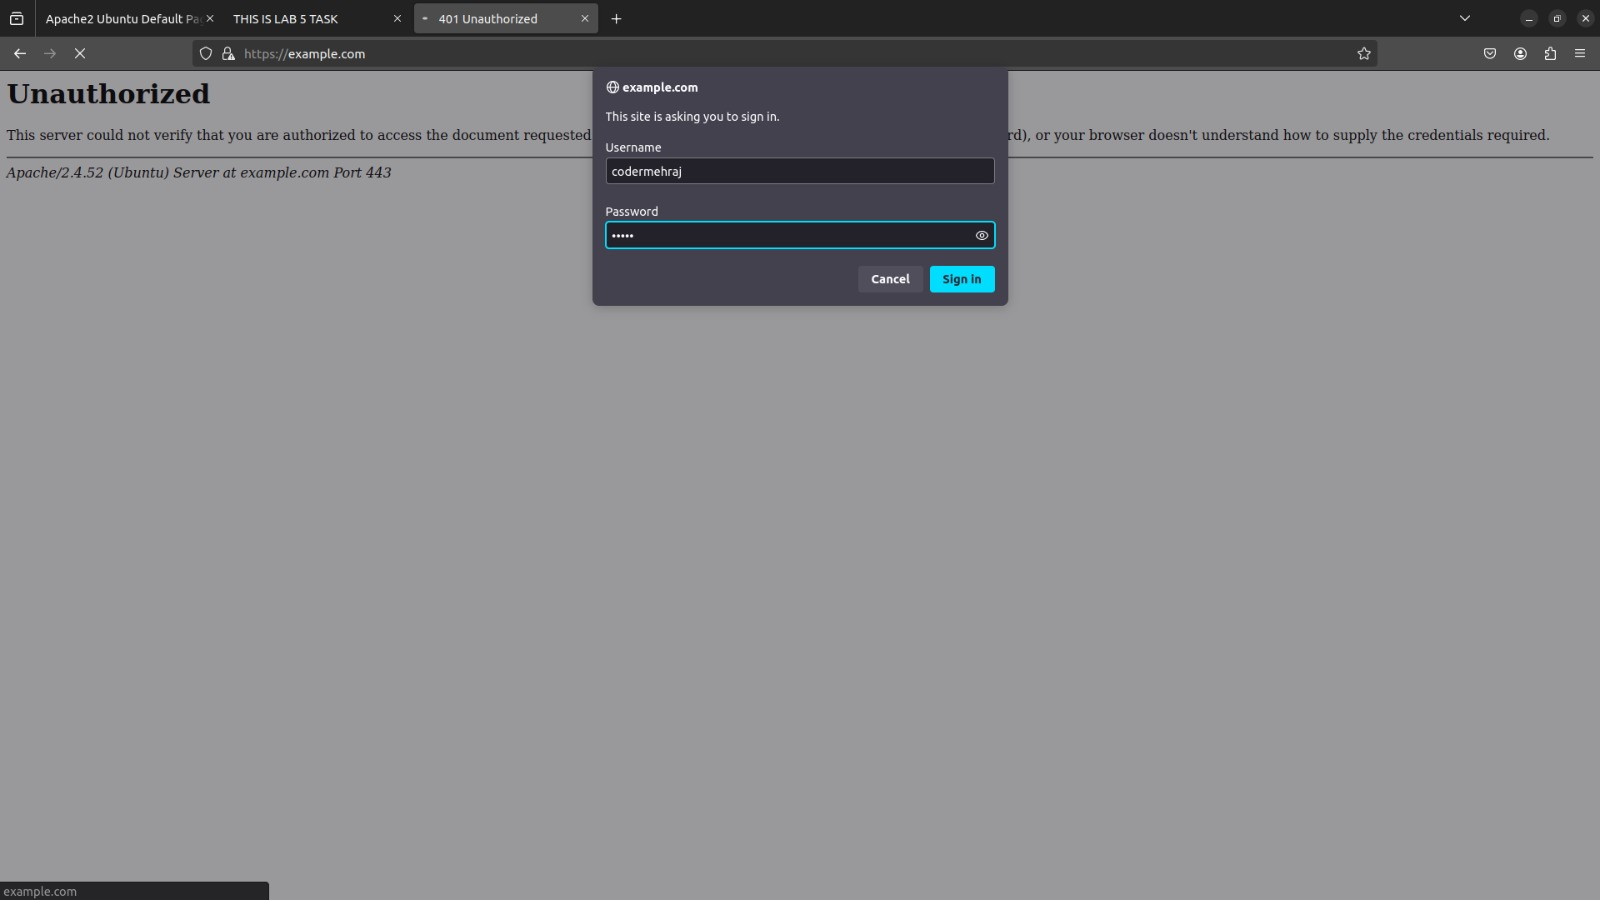 Apache2 Ubuntu Default Pa
THIS IS LAB 5 TASK
401 Unauthorized
https://example.com
Unauthorized
This server could not verify that you are authorized to access the document requested
rd), or your browser doesn't understand how to supply the credentials required.
Apache/2.4.52 (Ubuntu) Server at example.com Port 443
example.com
This site is asking you to sign in.
Username
codermehraj
Password
•••••
Cancel
Sign in
example.com